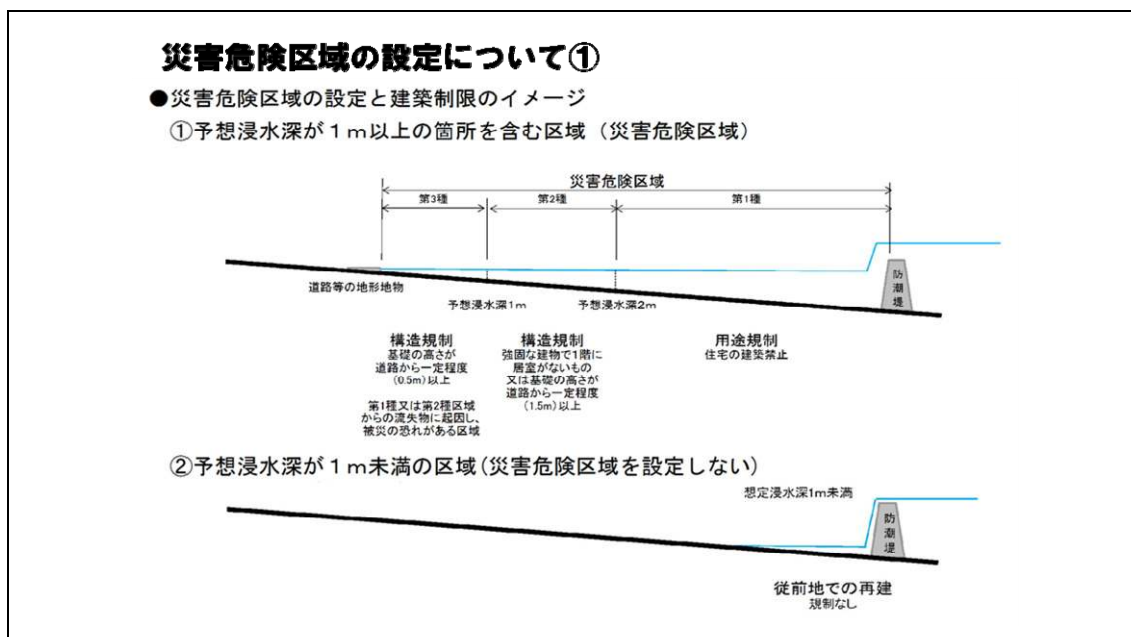 災害危険区域の設定について①
●災害危険区域の設定と建築制限のイメージ
①予想浸水深が１ｍ以上の箇所を含む区域（災害危険区域）
災害危険区域
第3種
第2種
第1種
防潮堤
道路等の地形地物
予想浸水深1m
予想浸水深2m
構造規制
基礎の高さが
道路から一定程度
(0.5m)以上
第1種又は第2種区域
からの流失物に起因し、
被災の恐れがある区域
構造規制
強固な建物で1階に
居室がないもの
又は基礎の高さが
道路から一定程度
(1.5m)以上
用途規制
住宅の建築禁止
②予想浸水深が１ｍ未満の区域(災害危険区域を設定しない)
想定浸水深1m未満
防潮堤
従前地での再建
規制なし